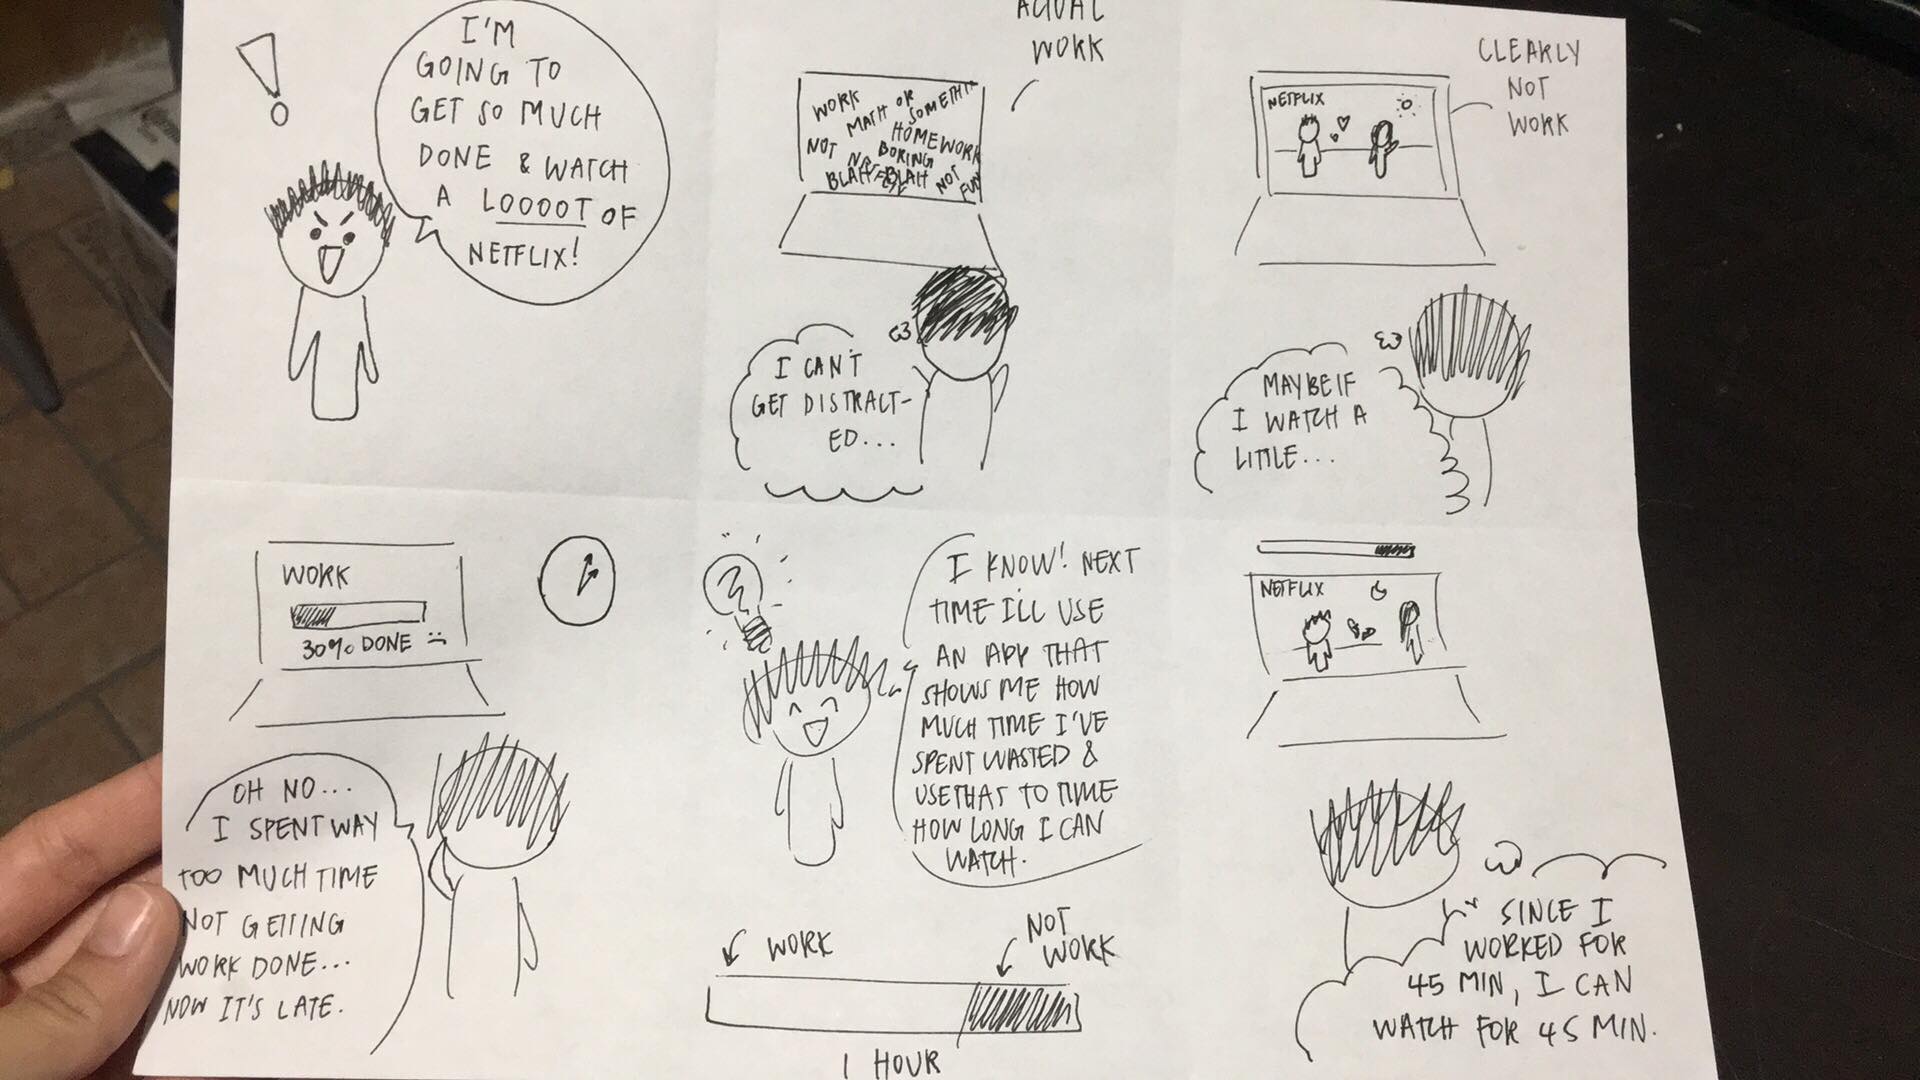 I'M
GOING TO
GET SO MUCH
DONE & WATCH
A LOOOOT OF
NETFLIX!
ACTUAL
WORK
WORK
MATH OR SOMETHIN
HOMEWORK
NOT NETFLIX
BORING
BLAH BLAH
NOT FUN
I CAN'T
GET DISTRACT-
ED...
CLEARLY
NOT
WORK
NETFLIX
MAYBE IF
I WATCH A
LITTLE...
WORK
30% DONE
OH NO...
I SPENT WAY
TOO MUCH TIME
NOT GETTING
WORK DONE...
NOW IT'S LATE.
I KNOW! NEXT
TIME I'LL USE
AN APP THAT
SHOWS ME HOW
MUCH TIME I'VE
SPENT WASTED &
USE THAT TO TIME
HOW LONG I CAN
WATCH.
WORK
NOT
WORK
1 HOUR
NETFLIX
SINCE I
WORKED FOR
45 MIN, I CAN
WATCH FOR 45 MIN.